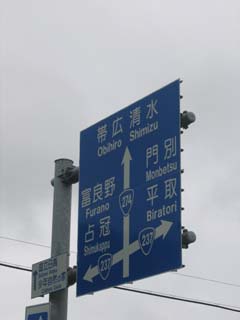 帯広 清水
Obihiro Shimizu
門別
Monbetsu
富良野
Furano
274
平取
Biratori
占冠
Shimukappu
237
237